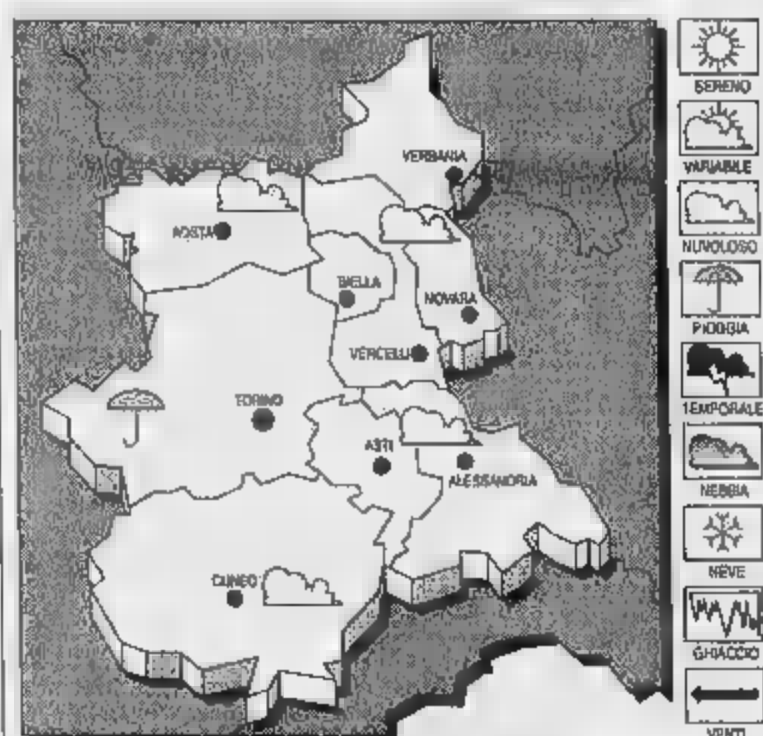 VERBANIA
AOSTA
BIELLA
NOVARA
VERCELLI
TORINO
ASTI
ALESSANDRIA
CUNEO
SERENO
VARIABILE
NUVOLOSO
PIOGGIA
TEMPORALE
NEBBIA
NEVE
GHIACCIO
VENTI